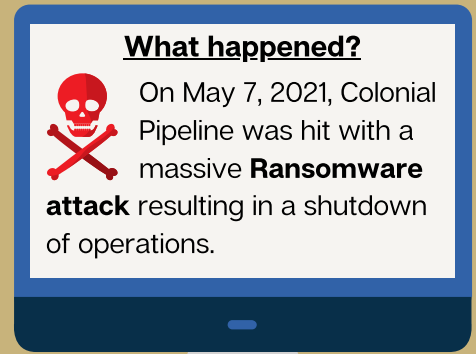 What happened?
On May 7, 2021, Colonial
Pipeline was hit with a
massive Ransomware
attack resulting in a shutdown
of operations.